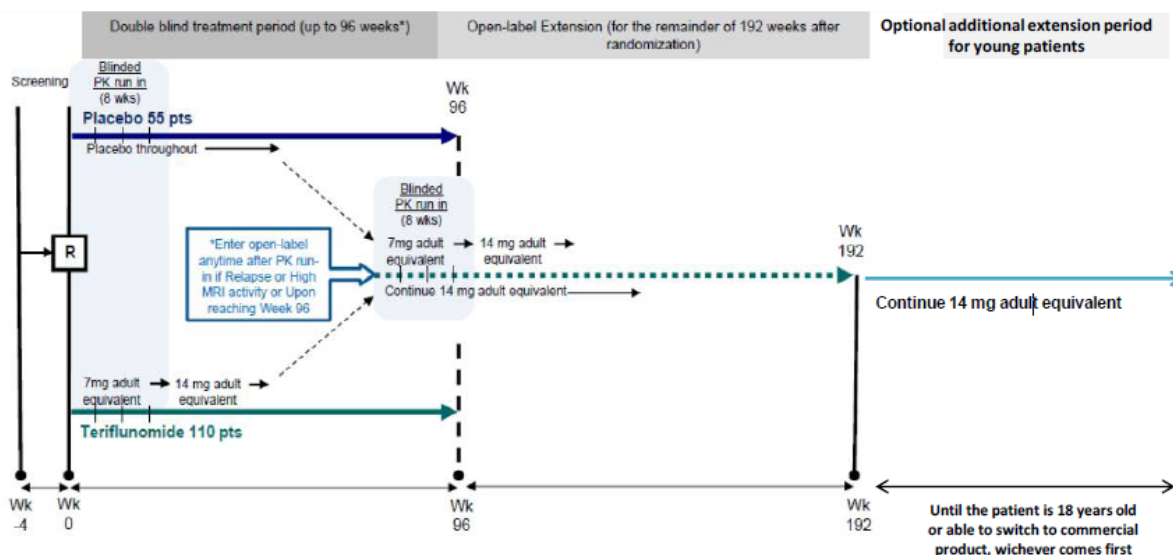 Double blind treatment period (up to 96 weeks*)
Open-label Extension (for the remainder of 192 weeks after
randomization)
Optional additional extension period
for young patients
Screening
Blinded
PK run in
(8 wks)
Wk
96
Placebo 55 pts
Placebo throughout
Blinded
PK run in
(8 wks)
*Enter open-label
anytime after PK run-
in if Relapse or High
MRI activity or Upon
reaching Week 96
7mg adult
equivalent
14 mg adult
equivalent
Wk
192
R
Continue 14 mg adult equivalent
Continue 14 mg adult equivalent
7mg adult
equivalent
14 mg adult
equivalent
Teriflunomide 110 pts
Wk
-4
Wk
0
Wk
96
Wk
192
Until the patient is 18 years old
or able to switch to commercial
product, wichever comes first